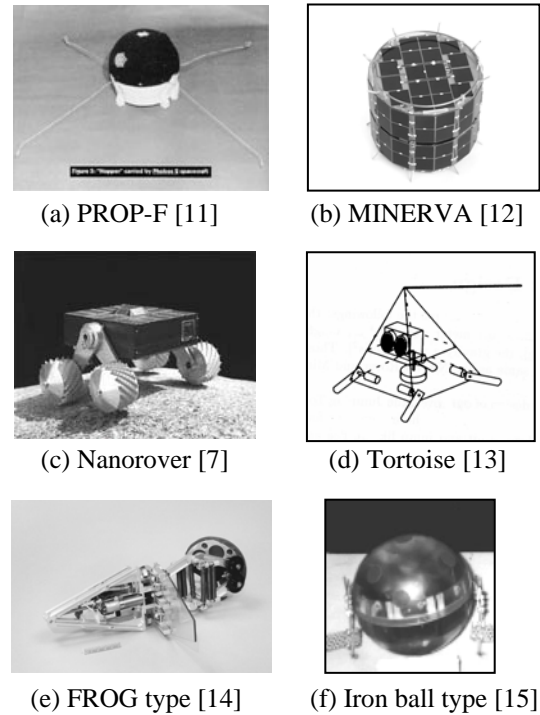 Figure 3: "Hopper" carried by Phobos 2 spacecraft
(a) PROP-F [11]
(b) MINERVA [12]
(c) Nanorover [7]
(d) Tortoise [13]
(e) FROG type [14]
(f) Iron ball type [15]